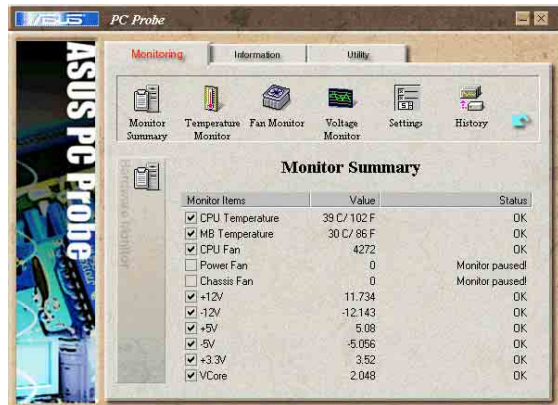 ASUS PC Probe
Monitoring Information Utility
Monitor Summary
Temperature Monitor
Fan Monitor
Voltage Monitor
Settings
History
ASUS PC Probe
Hardware Monitor
Monitor Summary
Monitor Items Value Status
CPU Temperature 39 C/ 102 F OK
MB Temperature 30 C/ 86 F OK
CPU Fan 4272 OK
Power Fan 0 Monitor paused!
Chassis Fan 0 Monitor paused!
+12V 11.734 OK
-12V -12.143 OK
+5V 5.08 OK
-5V -5.056 OK
+3.3V 3.52 OK
VCore 2.048 OK